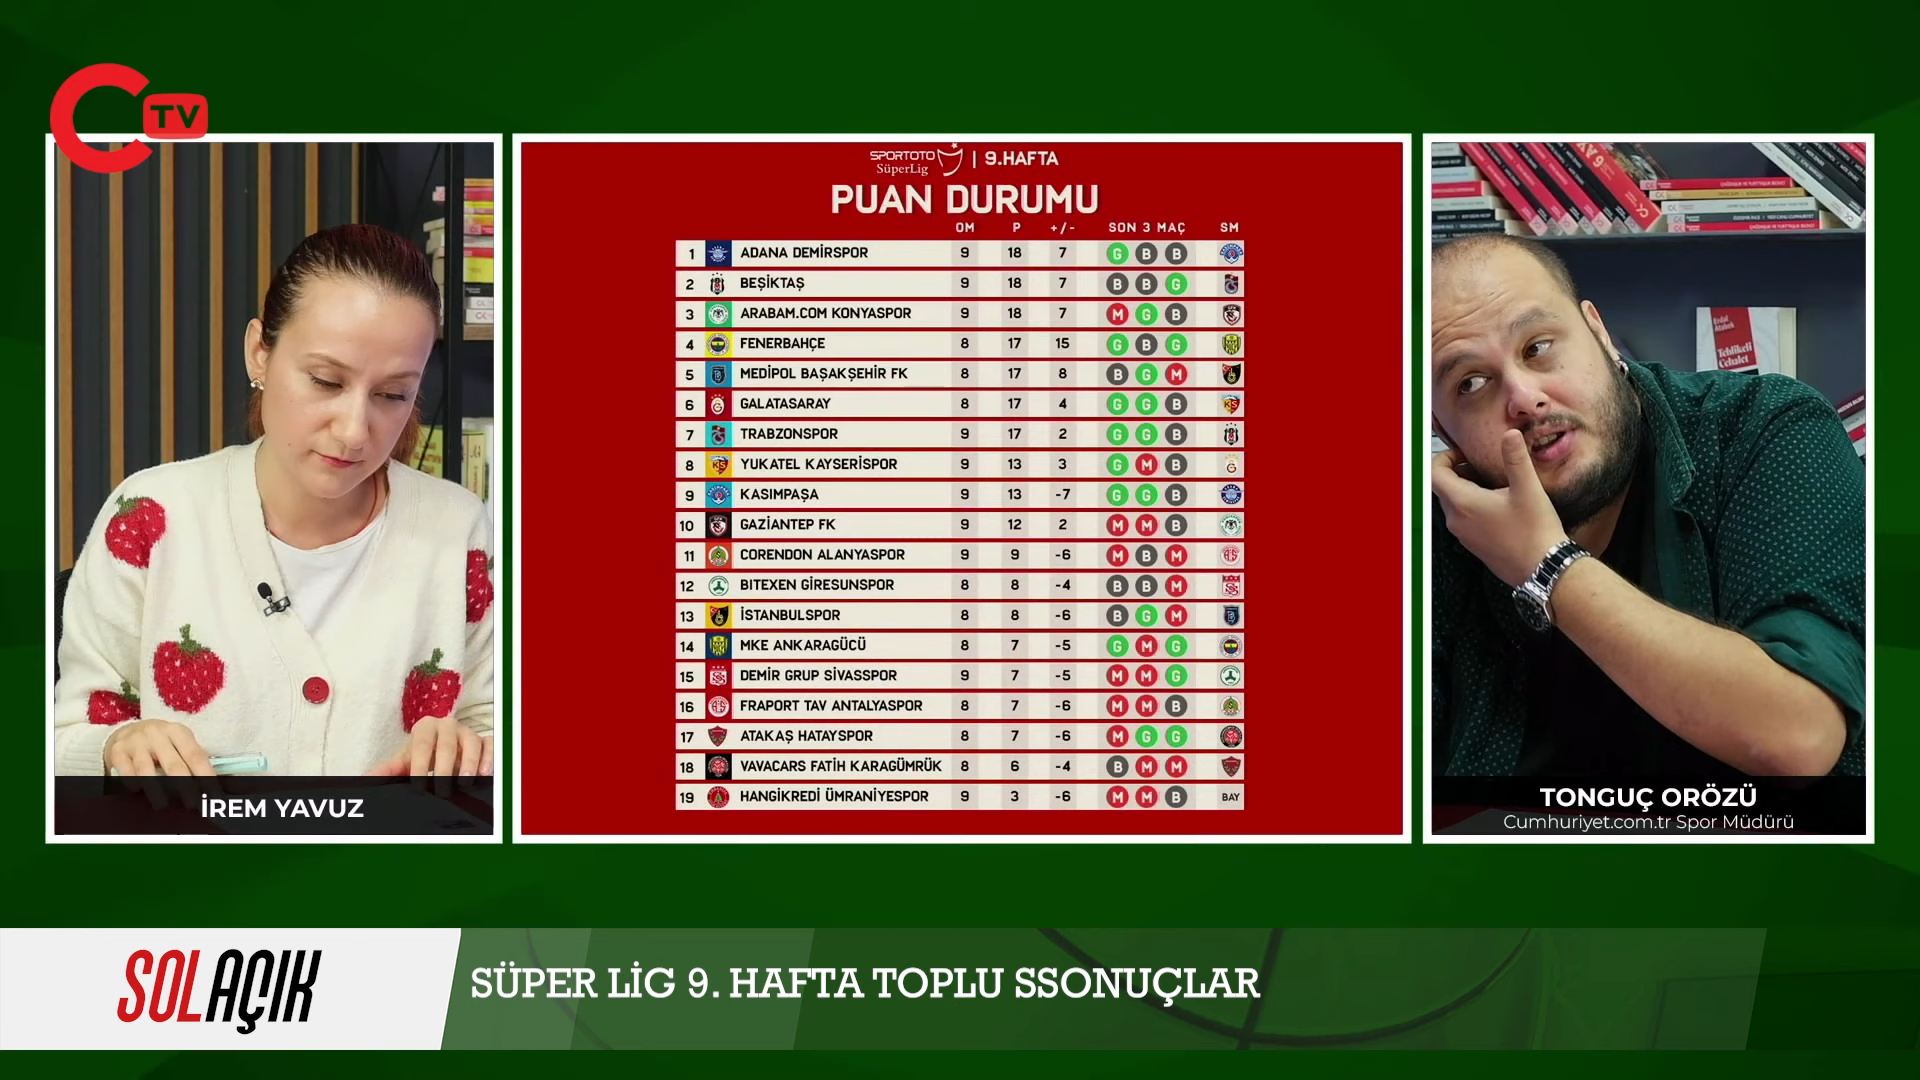 C TV
SPORTOTO SüperLig | 9.HAFTA
PUAN DURUMU
OM P +/- SON 3 MAÇ SM
1 ADANA DEMİRSPOR 9 18 7 G B B
2 BEŞİKTAŞ 9 18 7 B B G
3 ARABAM.COM KONYASPOR 9 18 7 M G B
4 FENERBAHÇE 8 17 15 G B G
5 MEDİPOL BAŞAKŞEHİR FK 8 17 8 B G M
6 GALATASARAY 8 17 4 G G B
7 TRABZONSPOR 9 17 2 G G B
8 YUKATEL KAYSERİSPOR 9 13 3 G M B
9 KASIMPAŞA 9 13 -7 G G B
10 GAZİANTEP FK 9 12 2 M M B
11 CORENDON ALANYASPOR 9 9 -6 M B M
12 BITEXEN GİRESUNSPOR 8 8 -4 B B M
13 İSTANBULSPOR 8 8 -6 B G M
14 MKE ANKARAGÜCÜ 8 7 -5 G M G
15 DEMİR GRUP SİVASSPOR 9 7 -5 M M G
16 FRAPORT TAV ANTALYASPOR 8 7 -6 M M B
17 ATAKAŞ HATAYSPOR 8 7 -6 M G G
18 VAVACARS FATİH KARAGÜMRÜK 8 6 -4 B M M
19 HANGİKREDİ ÜMRANİYESPOR 9 3 -6 M M B BAY
Erdal Atabek
Tehlikeli Cehalet
İREM YAVUZ
TONGUÇ ORÖZÜ
Cumhuriyet.com.tr Spor Müdürü
SOL AÇIK
SÜPER LİG 9. HAFTA TOPLU SSONUÇLAR